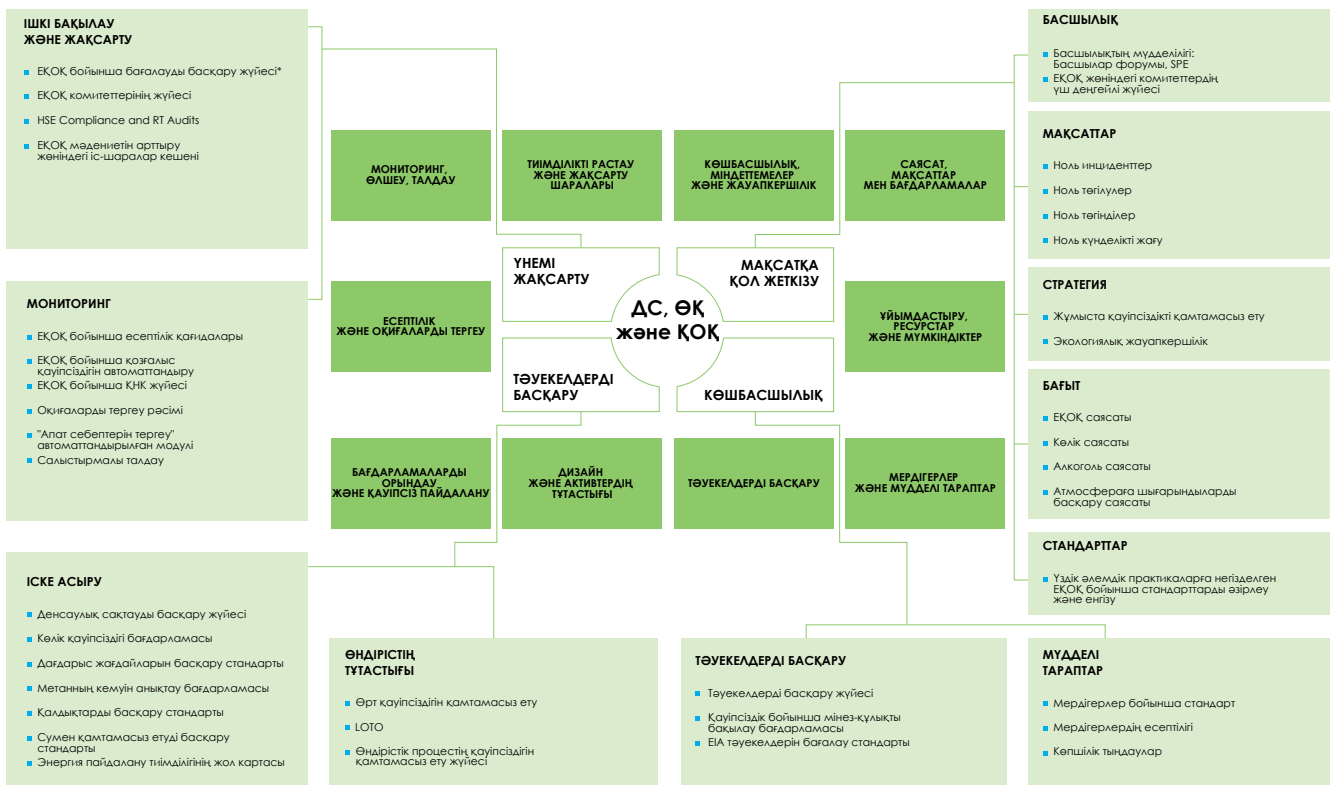 ІШКІ БАҚЫЛАУ
ЖӘНЕ ЖАҚСАРТУ
ЕҚОҚ бойынша бағалауды басқару жүйесі*
ЕҚОҚ комитеттерінің жүйесі
HSE Compliance and RT Audits
ЕҚОҚ мәдениетін арттыру
жөніндегі іс-шаралар кешені
МОНИТОРИНГ
ЕҚОҚ бойынша есептілік қағидалары
ЕҚОҚ бойынша қозғалыс
қауіпсіздігін автоматтандыру
ЕҚОҚ бойынша ҚНК жүйесі
Оқиғаларды тергеу рәсімі
"Апат себептерін тергеу"
автоматтандырылған модулі
Салыстырмалы талдау
ІСКЕ АСЫРУ
Денсаулық сақтауды басқару жүйесі
Көлік қауіпсіздігі бағдарламасы
Дағдарыс жағдайларын басқару стандарты
Метанның кемуін анықтау бағдарламасы
Қалдықтарды басқару стандарты
Сумен қамтамасыз етуді басқару
стандарты
Энергия пайдалану тиімділігінің жол картасы
МОНИТОРИНГ,
ӨЛШЕУ, ТАЛДАУ
ТИІМДІЛІКТІ РАСТАУ
ЖӘНЕ ЖАҚСАРТУ
ШАРАЛАРЫ
КӨШБАСШЫЛЫҚ,
МІНДЕТТЕМЕЛЕР
ЖӘНЕ ЖАУАПКЕРШІЛІК
САЯСАТ,
МАҚСАТТАР
МЕН БАҒДАРЛАМАЛАР
ЕСЕПТІЛІК
ЖӘНЕ ОҚИҒАЛАРДЫ ТЕРГЕУ
ҮНЕМІ
ЖАҚСАРТУ
МАҚСАТҚА
ҚОЛ ЖЕТКІЗУ
ДС, ӨҚ
және ҚОҚ
ТӘУЕКЕЛДЕРДІ
БАСҚАРУ
КӨШБАСШЫЛЫҚ
ҰЙЫМДАСТЫРУ,
РЕСУРСТАР
ЖӘНЕ МҮМКІНДІКТЕР
БАҒДАРЛАМАЛАРДЫ
ОРЫНДАУ
ЖӘНЕ ҚАУІПСІЗ ПАЙДАЛАНУ
ДИЗАЙН
ЖӘНЕ АКТИВТЕРДІҢ
ТҰТАСТЫҒЫ
ТӘУЕКЕЛДЕРДІ БАСҚАРУ
МЕРДІГЕРЛЕР
ЖӘНЕ МҮДДЕЛІ ТАРАПТАР
БАСШЫЛЫҚ
Басшылықтың мүдделілігі:
Басшылар форумы, SPE
ЕҚОҚ жөніндегі комитеттердің
үш деңгейлі жүйесі
МАҚСАТТАР
Ноль инциденттер
Ноль төгілулер
Ноль төгінділер
Ноль күнделікті жағу
СТРАТЕГИЯ
Жұмыста қауіпсіздікті қамтамасыз ету
Экологиялық жауапкершілік
БАҒЫТ
ЕҚОҚ саясаты
Көлік саясаты
Алкоголь саясаты
Атмосфераға шығарындыларды
басқару саясаты
СТАНДАРТТАР
Үздік әлемдік практикаларға негізделген
ЕҚОҚ бойынша стандарттарды әзірлеу
және енгізу
ӨНДІРІСТІҢ
ТҰТАСТЫҒЫ
Өрт қауіпсіздігін қамтамасыз ету
LOTO
Өндірістік процестің қауіпсіздігін
қамтамасыз ету жүйесі
ТӘУЕКЕЛДЕРДІ БАСҚАРУ
Тәуекелдерді басқару жүйесі
Қауіпсіздік бойынша мінез-құлықты
бақылау бағдарламасы
EIA тәуекелдерін бағалау стандарты
МҮДДЕЛІ
ТАРАПТАР
Мердігерлер бойынша стандарт
Мердігерлердің есептілігі
Көпшілік тыңдаулар